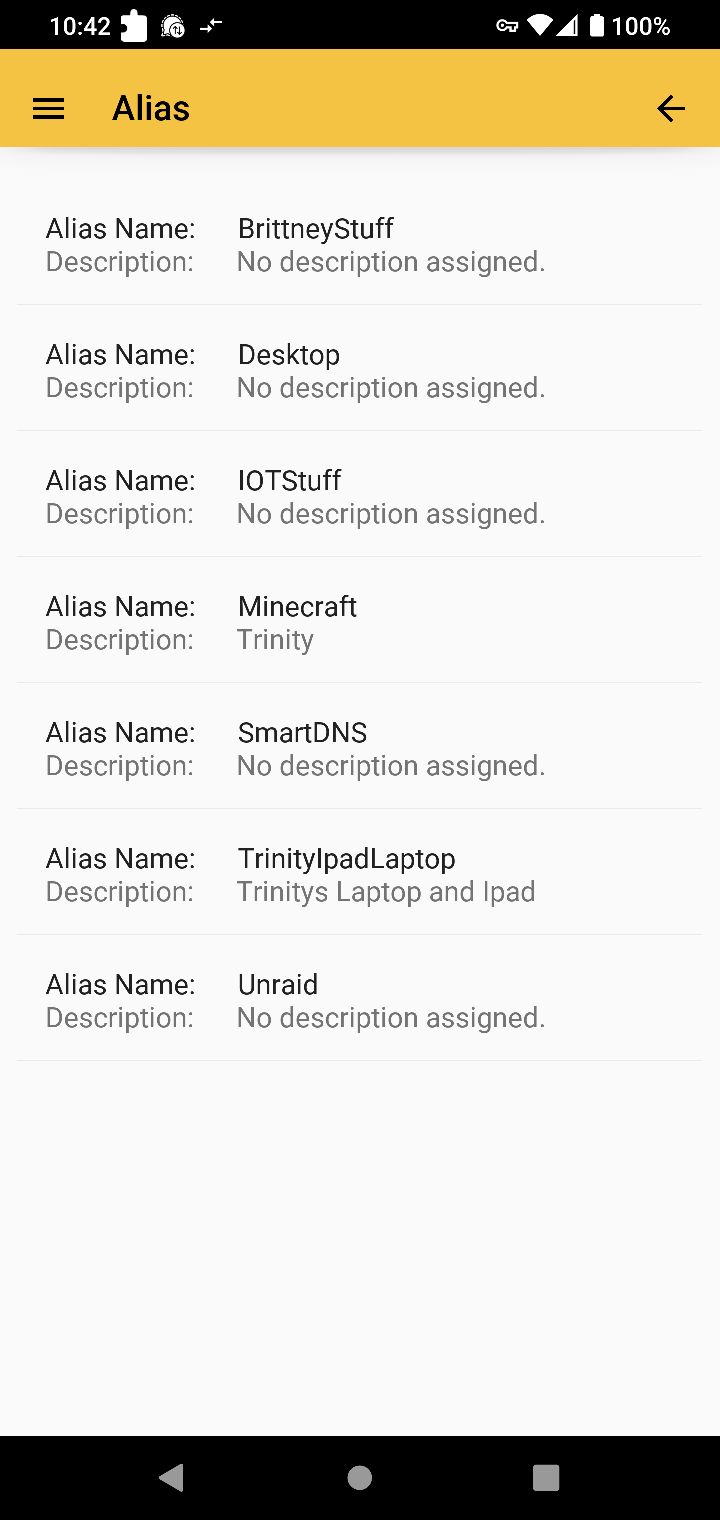 10:42 100%
Alias
Alias Name: BrittneyStuff
Description: No description assigned.
Alias Name: Desktop
Description: No description assigned.
Alias Name: IOTStuff
Description: No description assigned.
Alias Name: Minecraft
Description: Trinity
Alias Name: SmartDNS
Description: No description assigned.
Alias Name: TrinityIpadLaptop
Description: Trinitys Laptop and Ipad
Alias Name: Unraid
Description: No description assigned.